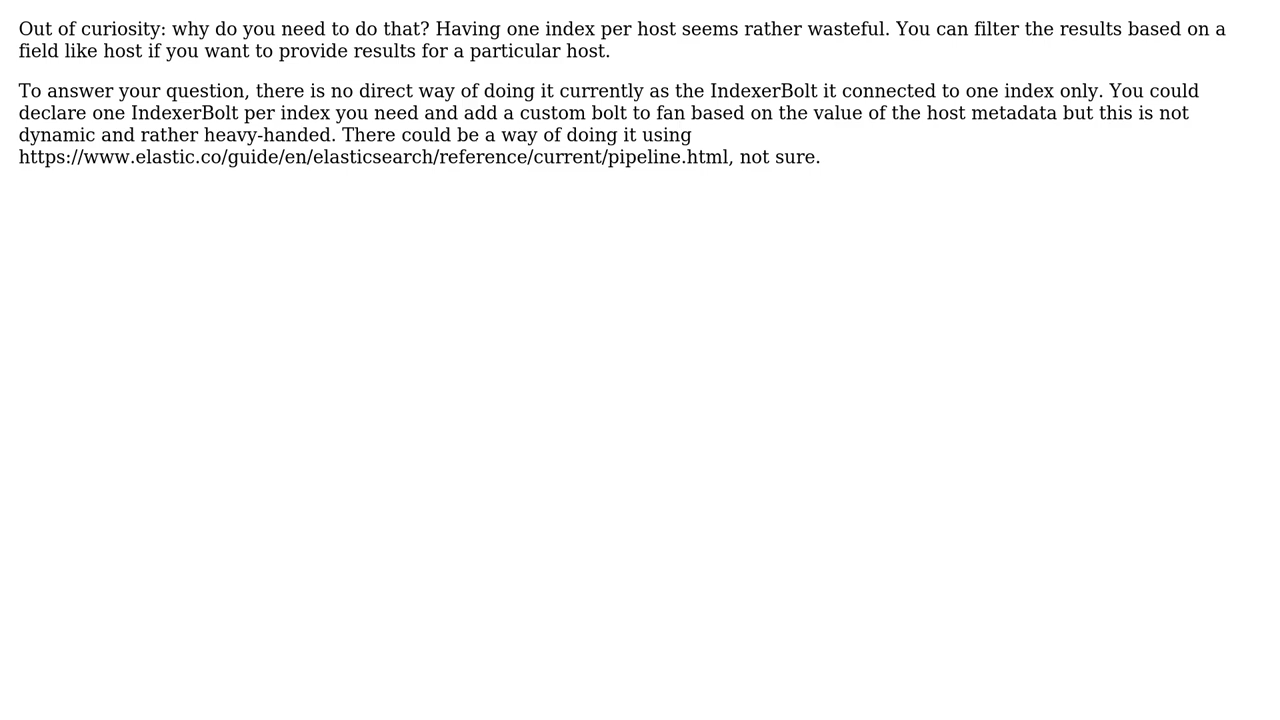 Out of curiosity: why do you need to do that? Having one index per host seems rather wasteful. You can filter the results based on a
field like host if you want to provide results for a particular host.
To answer your question, there is no direct way of doing it currently as the IndexerBolt it connected to one index only. You could
declare one IndexerBolt per index you need and add a custom bolt to fan based on the value of the host metadata but this is not
dynamic and rather heavy-handed. There could be a way of doing it using
https://www.elastic.co/guide/en/elasticsearch/reference/current/pipeline.html, not sure.